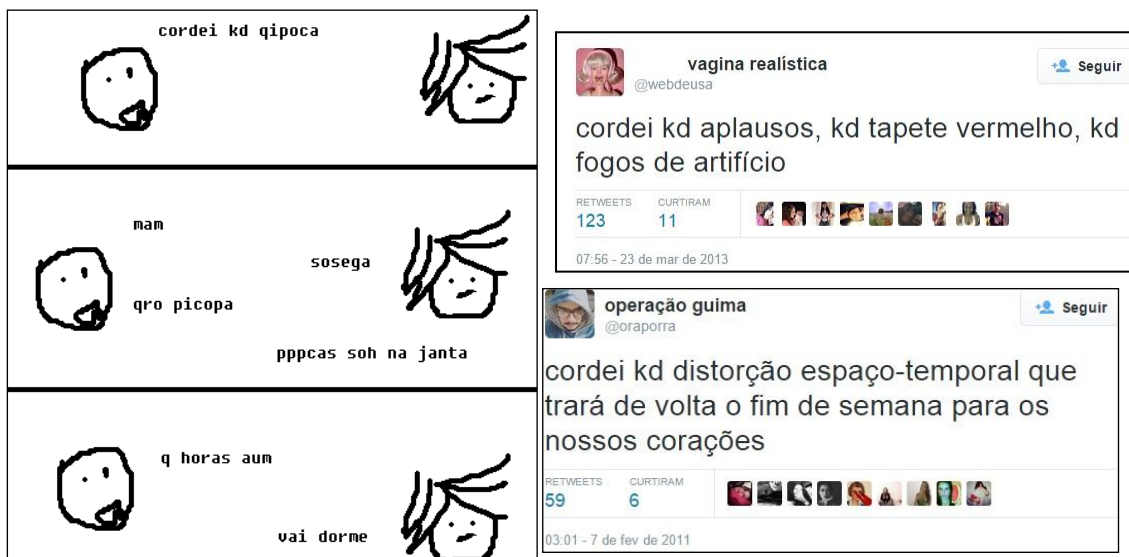 cordei kd qipoca
mam
sosega
qro picopa
pppcas soh na janta
q horas aum
vai dorme
vagina realística
@webdeusa
Seguir
cordei kd aplausos, kd tapete vermelho, kd
fogos de artifício
RETWEETS CURTIRAM
123 11
07:56 - 23 de mar de 2013
operação guima
@oraporra
Seguir
cordei kd distorção espaço-temporal que
trará de volta o fim de semana para os
nossos corações
RETWEETS CURTIRAM
59 6
03:01 - 7 de fev de 2011